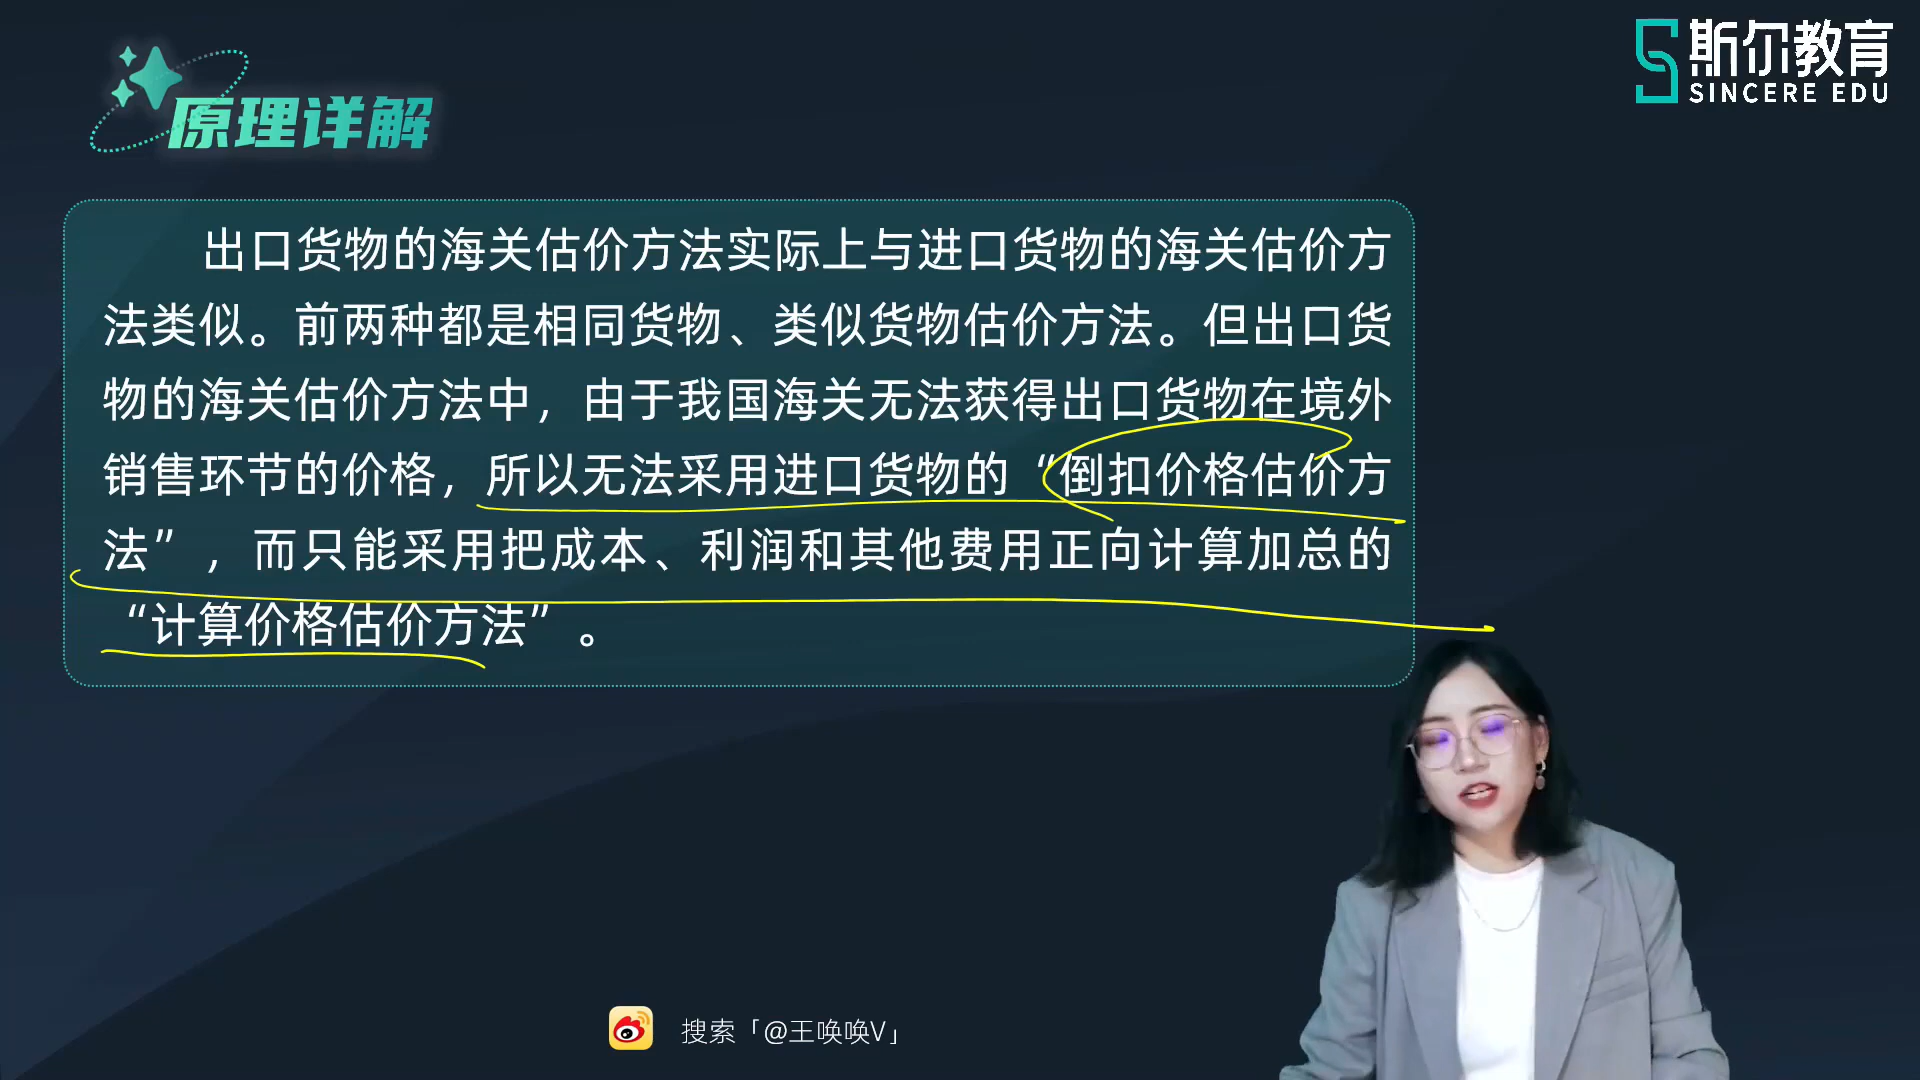 斯尔教育
SINCERE EDU
原理详解
出口货物的海关估价方法实际上与进口货物的海关估价方
法类似。前两种都是相同货物、类似货物估价方法。但出口货
物的海关估价方法中，由于我国海关无法获得出口货物在境外
销售环节的价格，所以无法采用进口货物的“倒扣价格估价方
法”，而只能采用把成本、利润和其他费用正向计算加总的
“计算价格估价方法”。
搜索「@王唤唤V」